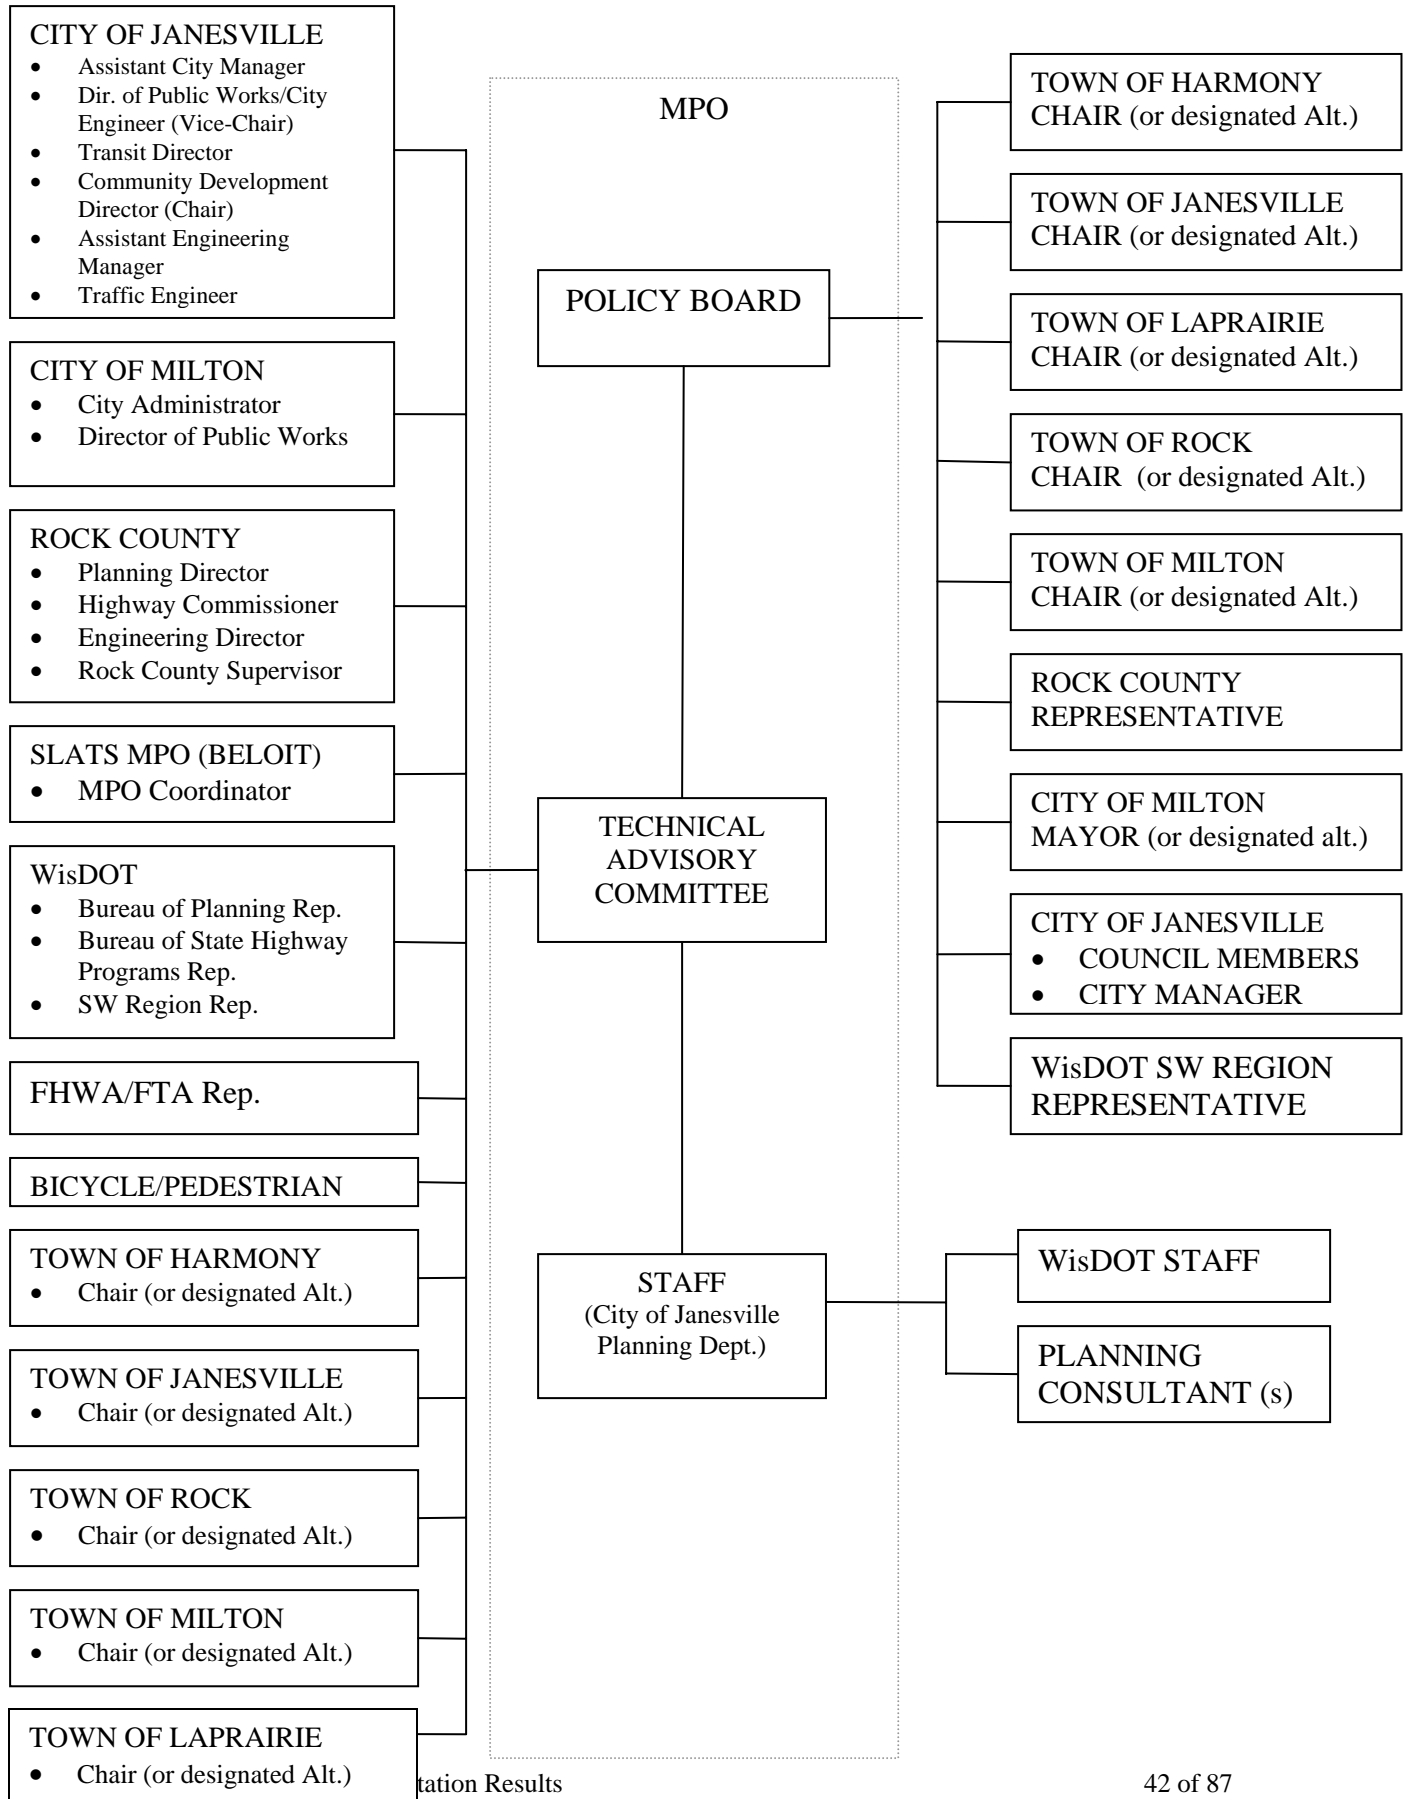 CITY OF JANESVILLE
• Assistant City Manager
• Dir. of Public Works/City
Engineer (Vice-Chair)
• Transit Director
• Community Development
Director (Chair)
• Assistant Engineering
Manager
• Traffic Engineer
CITY OF MILTON
• City Administrator
• Director of Public Works
ROCK COUNTY
• Planning Director
• Highway Commissioner
• Engineering Director
• Rock County Supervisor
SLATS MPO (BELOIT)
• MPO Coordinator
WisDOT
• Bureau of Planning Rep.
• Bureau of State Highway
Programs Rep.
• SW Region Rep.
FHWA/FTA Rep.
BICYCLE/PEDESTRIAN
TOWN OF HARMONY
• Chair (or designated Alt.)
TOWN OF JANESVILLE
• Chair (or designated Alt.)
TOWN OF ROCK
• Chair (or designated Alt.)
TOWN OF MILTON
• Chair (or designated Alt.)
TOWN OF LAPRAIRIE
• Chair (or designated Alt.)
MPO
POLICY BOARD
TECHNICAL
ADVISORY
COMMITTEE
STAFF
(City of Janesville
Planning Dept.)
TOWN OF HARMONY
CHAIR (or designated Alt.)
TOWN OF JANESVILLE
CHAIR (or designated Alt.)
TOWN OF LAPRAIRIE
CHAIR (or designated Alt.)
TOWN OF ROCK
CHAIR (or designated Alt.)
TOWN OF MILTON
CHAIR (or designated Alt.)
ROCK COUNTY
REPRESENTATIVE
CITY OF MILTON
MAYOR (or designated alt.)
CITY OF JANESVILLE
• COUNCIL MEMBERS
• CITY MANAGER
WisDOT SW REGION
REPRESENTATIVE
WisDOT STAFF
PLANNING
CONSULTANT (s)
tation Results
42 of 87